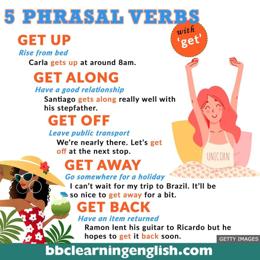 5 PHRASAL VERBS
with
'get'
GET UP
Rise from bed
Carla gets up at around 8am.
GET ALONG
Have a good relationship
Santiago gets along really well with
his stepfather.
GET OFF
Leave public transport
We're nearly there. Let's get
off at the next stop.
UNICORN
GET AWAY
Go somewhere for a holiday
I can't wait for my trip to Brazil. It'll be
so nice to get away for a bit.
GET BACK
Have an item returned
Ramon lent his guitar to Ricardo but he
hopes to get it back soon.
GETTY IMAGES
bbclearningenglish.com